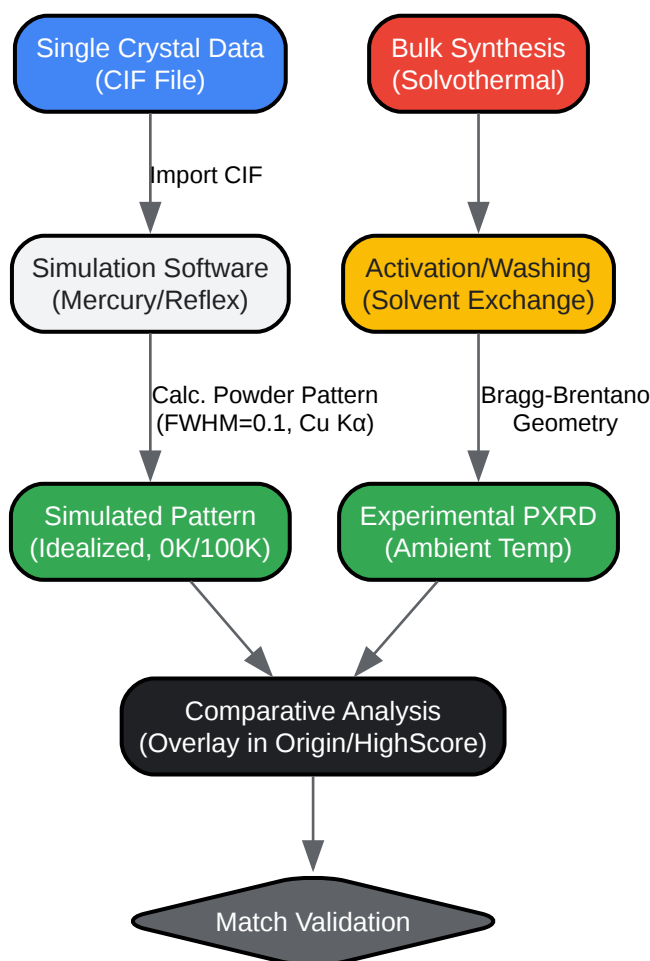 Single Crystal Data
(CIF File)
Bulk Synthesis
(Solvothermal)
Import CIF
Simulation Software
(Mercury/Reflex)
Activation/Washing
(Solvent Exchange)
Calc. Powder Pattern
(FWHM=0.1, Cu Kα)
Bragg-Brentano
Geometry
Simulated Pattern
(Idealized, 0K/100K)
Experimental PXRD
(Ambient Temp)
Comparative Analysis
(Overlay in Origin/HighScore)
Match Validation